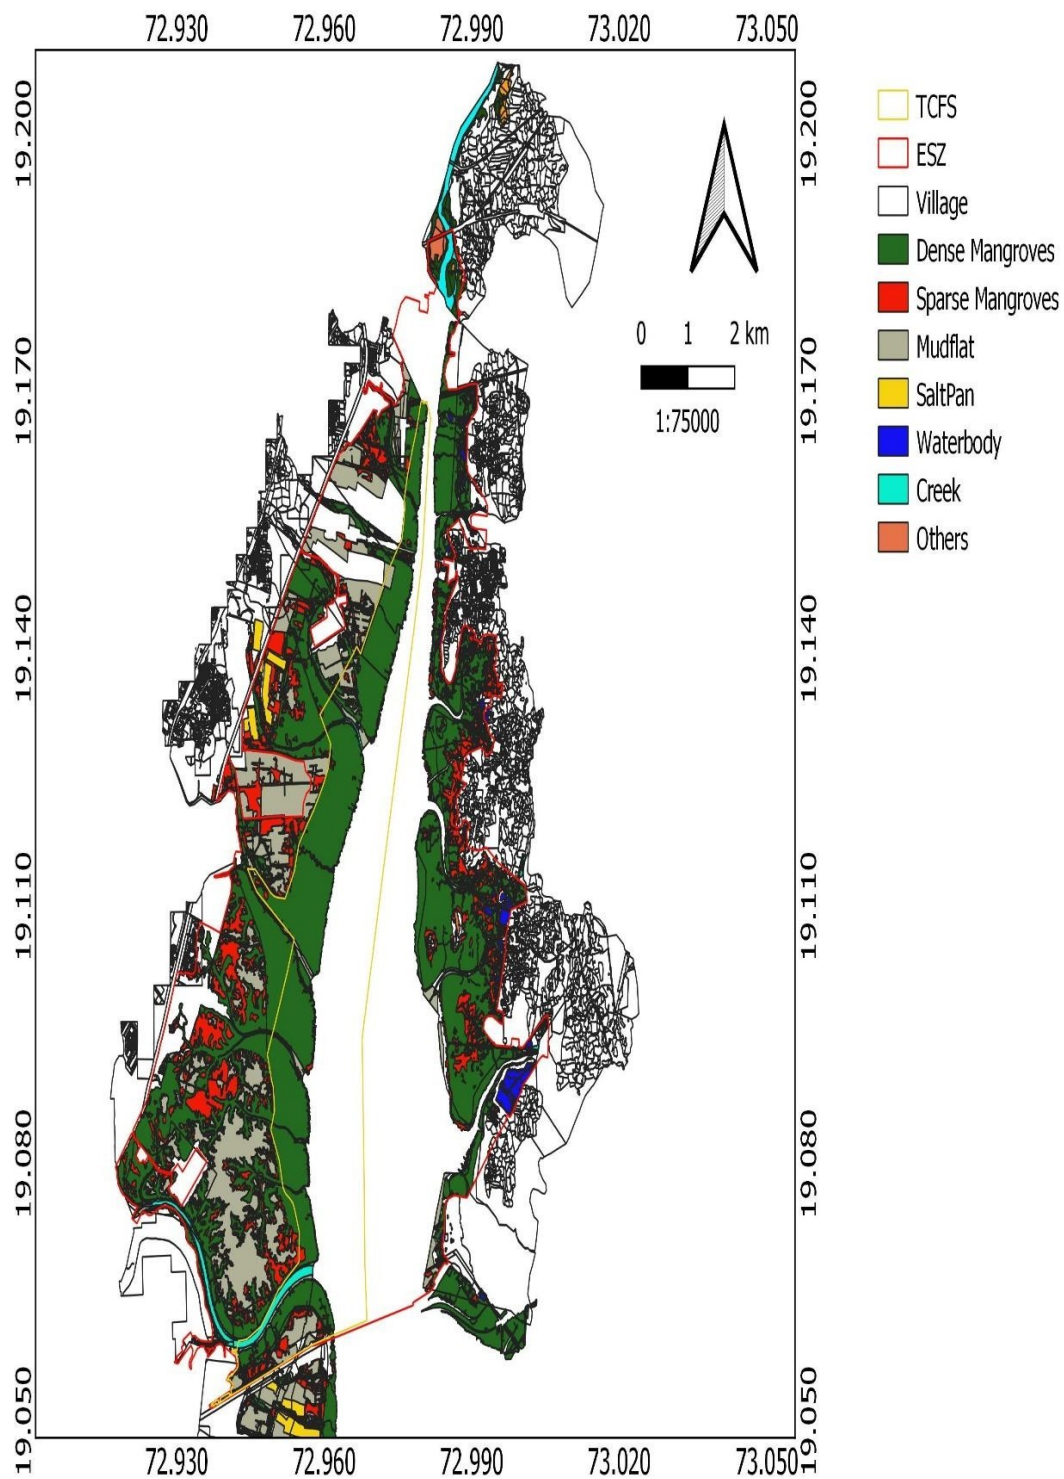 72.930 72.960 72.990 73.020 73.050
19.200
19.170
19.140
19.110
19.080
19.050
19.200
19.170
19.140
19.110
19.080
19.050
72.930 72.960 72.990 73.020 73.050
0 1 2 km
1:75000
TCFS
ESZ
Village
Dense Mangroves
Sparse Mangroves
Mudflat
SaltPan
Waterbody
Creek
Others